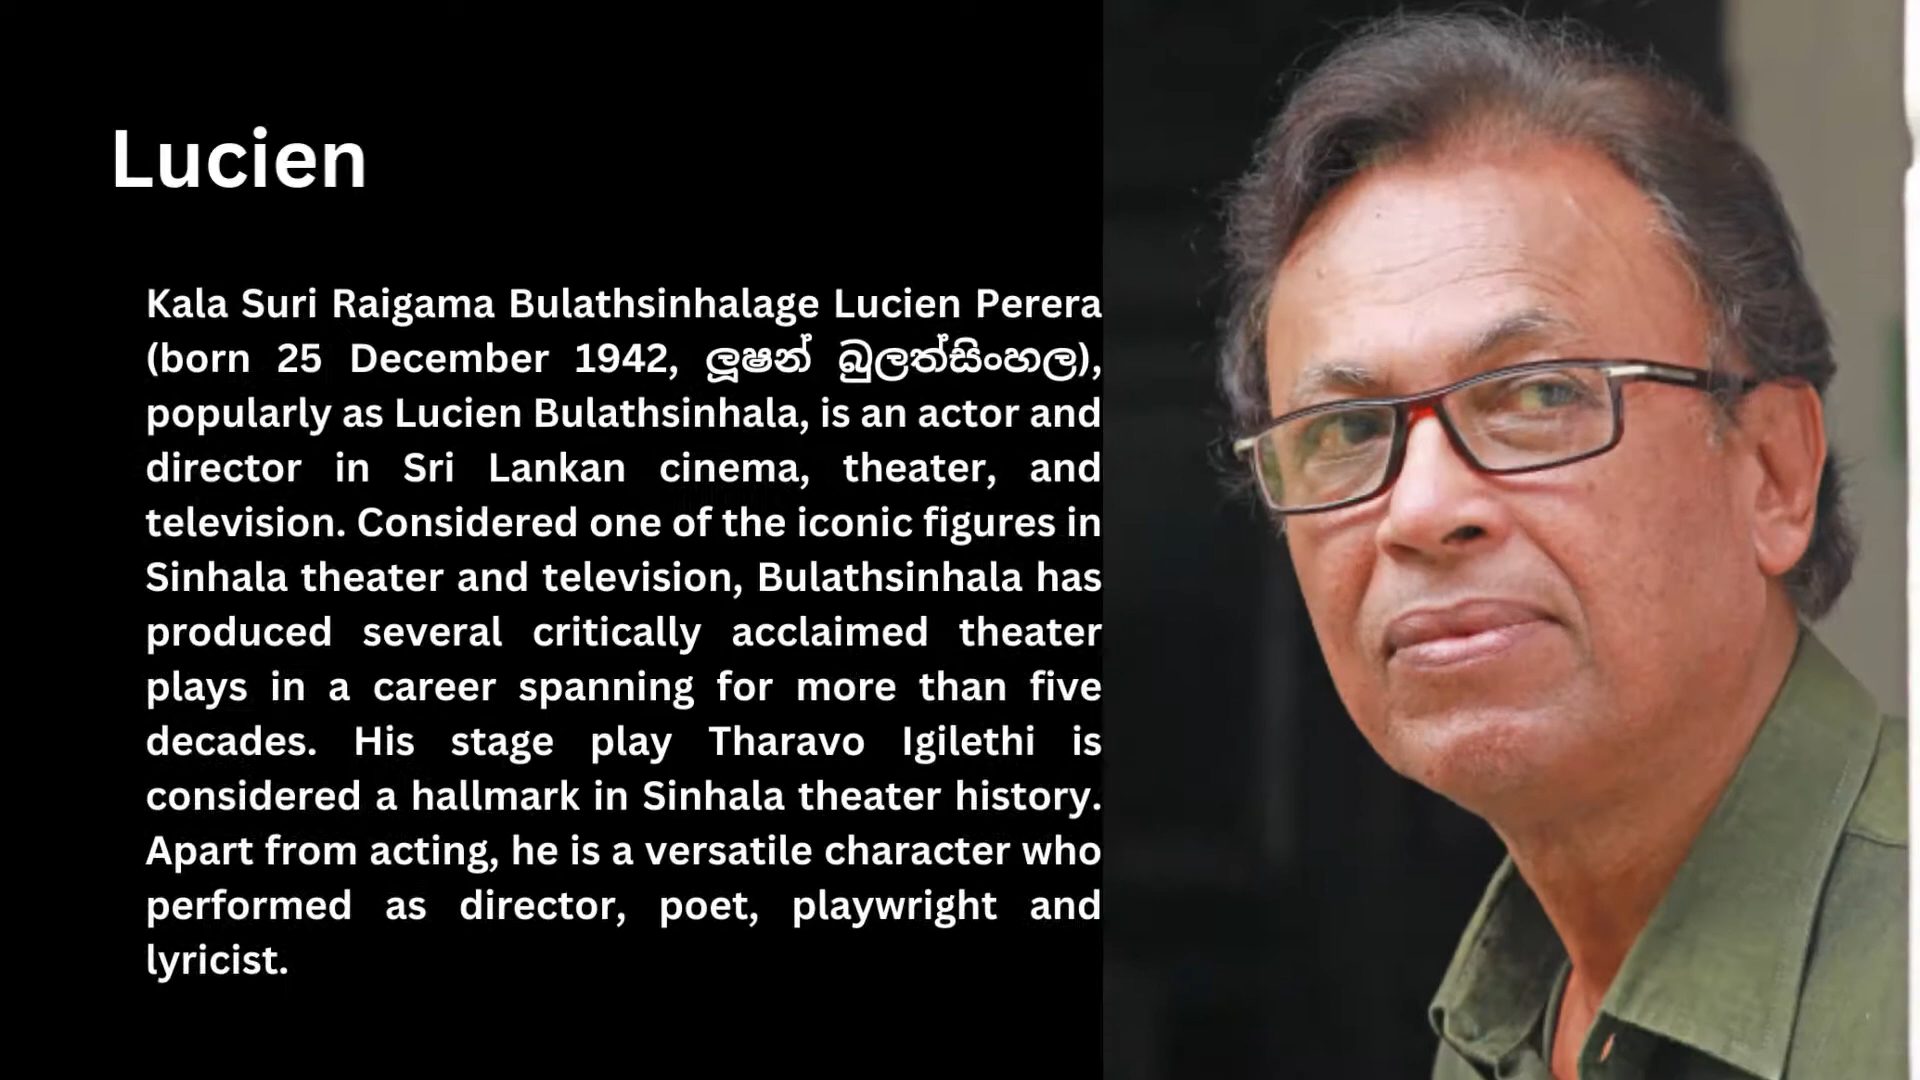 Lucien
Kala Suri Raigama Bulathsinhalage Lucien Perera
(born 25 December 1942, ලූෂන් බුලත්සිංහල),
popularly as Lucien Bulathsinhala, is an actor and
director in Sri Lankan cinema, theater, and
television. Considered one of the iconic figures in
Sinhala theater and television, Bulathsinhala has
produced several critically acclaimed theater
plays in a career spanning for more than five
decades. His stage play Tharavo Igilethi is
considered a hallmark in Sinhala theater history.
Apart from acting, he is a versatile character who
performed as director, poet, playwright and
lyricist.